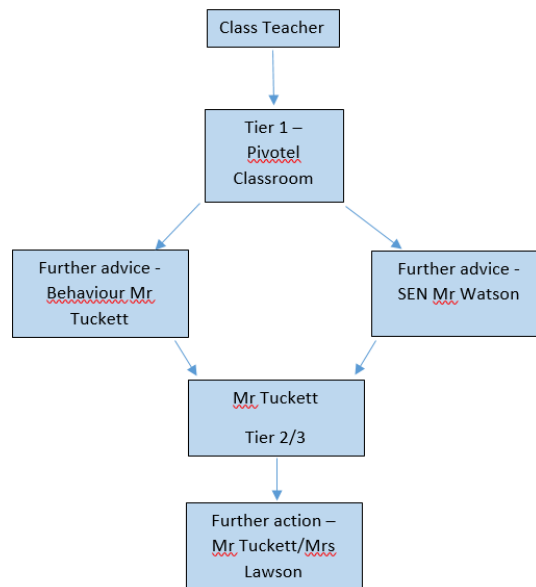 Class Teacher
Tier 1 –
Pivotel
Classroom
Further advice -
Behaviour Mr
Tuckett
Further advice -
SEN Mr Watson
Mr Tuckett
Tier 2/3
Further action –
Mr Tuckett/Mrs
Lawson